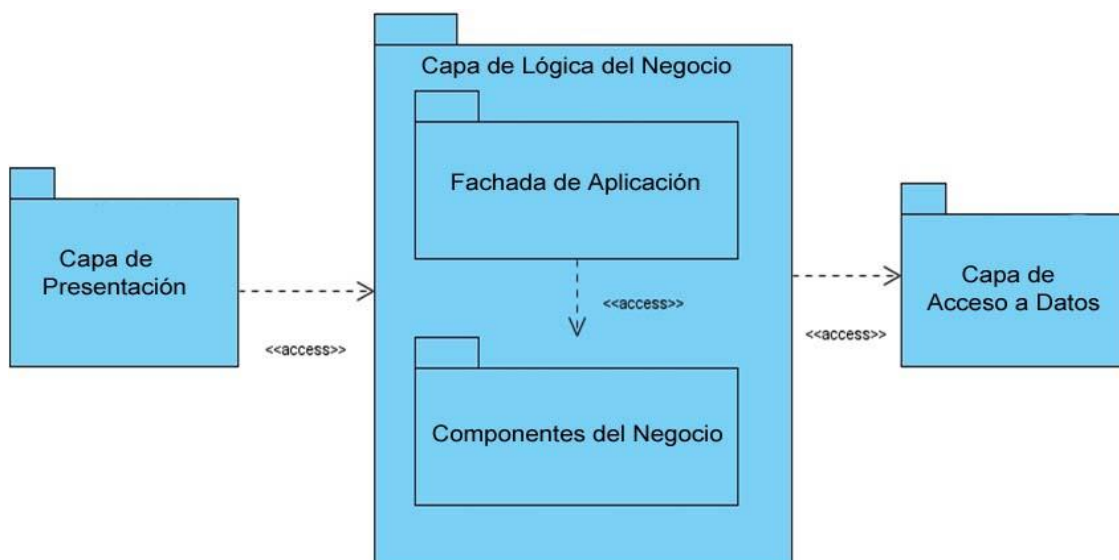 Capa de Lógica del Negocio
Fachada de Aplicación
Capa de
Presentación
<<access>>
<<access>>
Componentes del Negocio
<<access>>
Capa de
Acceso a Datos